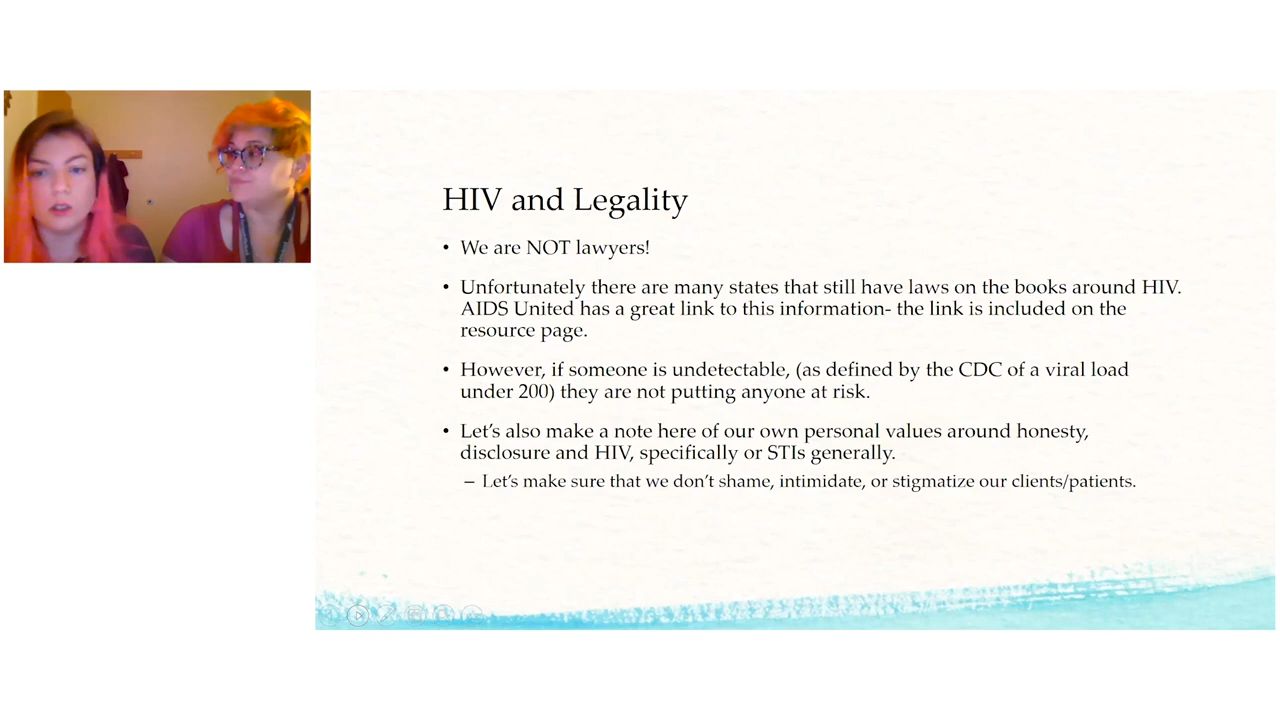 HIV and Legality
• We are NOT lawyers!
• Unfortunately there are many states that still have laws on the books around HIV.
AIDS United has a great link to this information- the link is included on the
resource page.
• However, if someone is undetectable, (as defined by the CDC of a viral load
under 200) they are not putting anyone at risk.
• Let's also make a note here of our own personal values around honesty,
disclosure and HIV, specifically or STIs generally.
– Let's make sure that we don't shame, intimidate, or stigmatize our clients/patients.